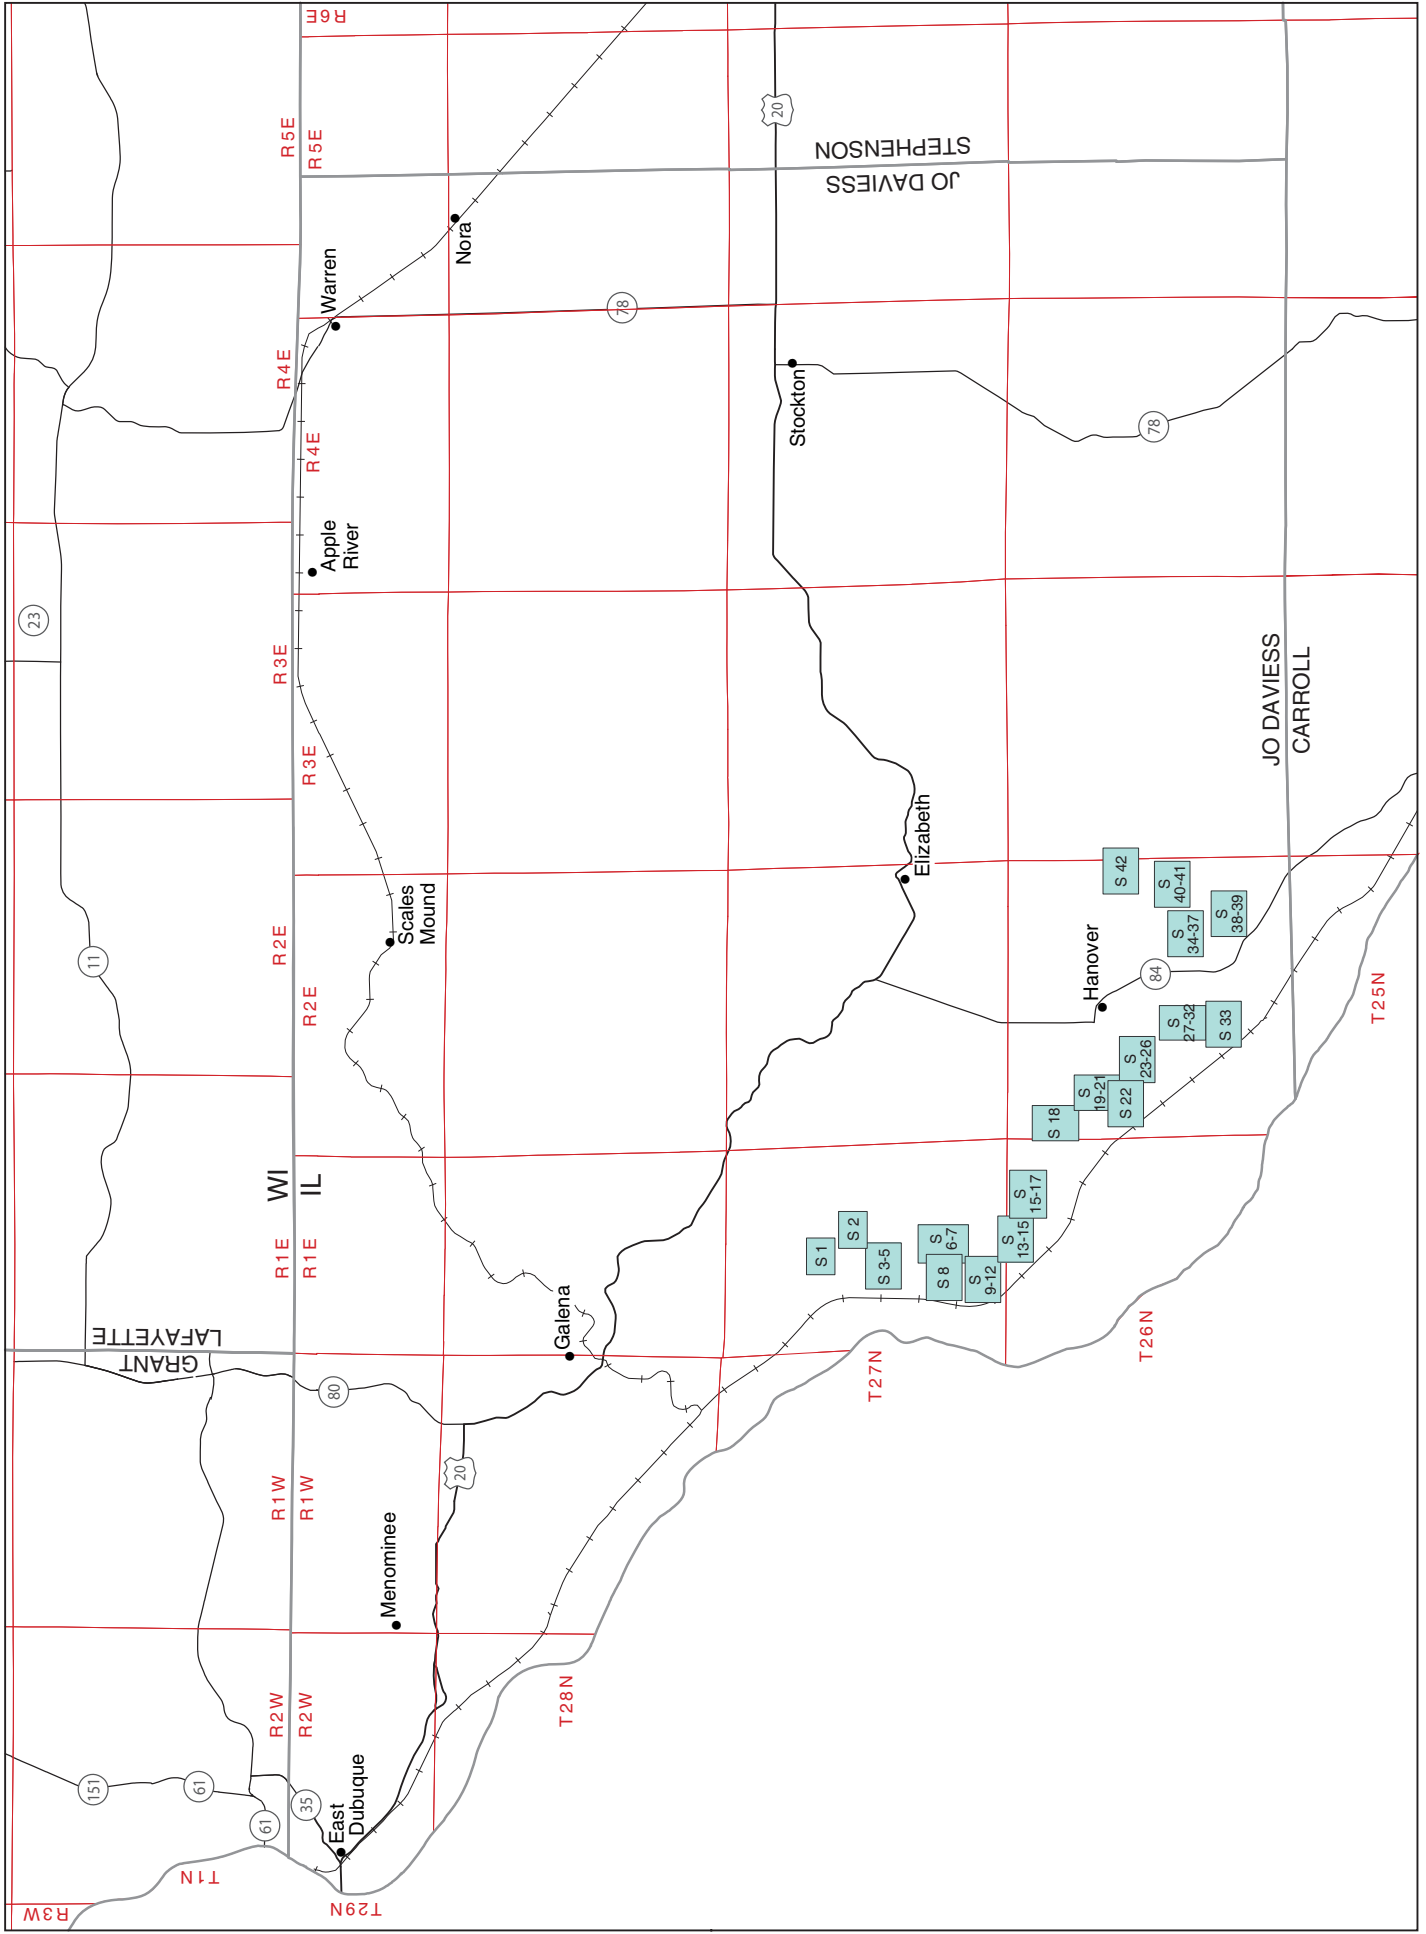 R3W
T1N
T29N
151
61
61
35
East
Dubuque
R2W
R2W
T28N
Menominee
R1W
R1W
20
80
GRANT
LAFAYETTE
Galena
T27N
T26N
R1E
R1E
WI
IL
S 1
S 2
S 3-5
S
6-7
S 8
S
9-12
S
13-15
S
15-17
S 18
S
19-21
S 22
S
23-26
S
27-32
S 33
S
34-37
S
38-39
S
40-41
S 42
T25N
84
Hanover
Elizabeth
11
R2E
R2E
Scales
Mound
R3E
R3E
JO DAVIESS
CARROLL
23
Apple
River
R4E
R4E
Warren
Stockton
78
78
Nora
JO DAVIESS
STEPHENSON
20
R5E
R5E
R6E